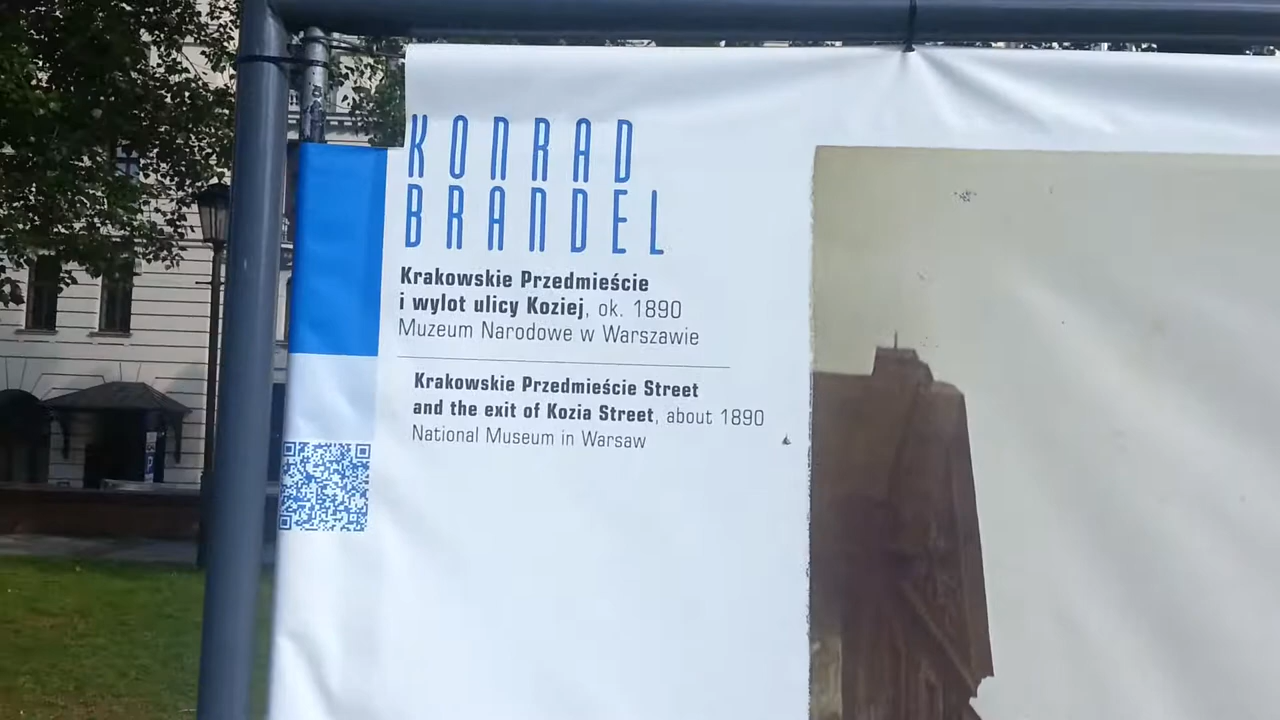 KONRAD
BRANDEL
Krakowskie Przedmieście
i wylot ulicy Koziej, ok. 1890
Muzeum Narodowe w Warszawie
Krakowskie Przedmieście Street
and the exit of Kozia Street, about 1890
National Museum in Warsaw